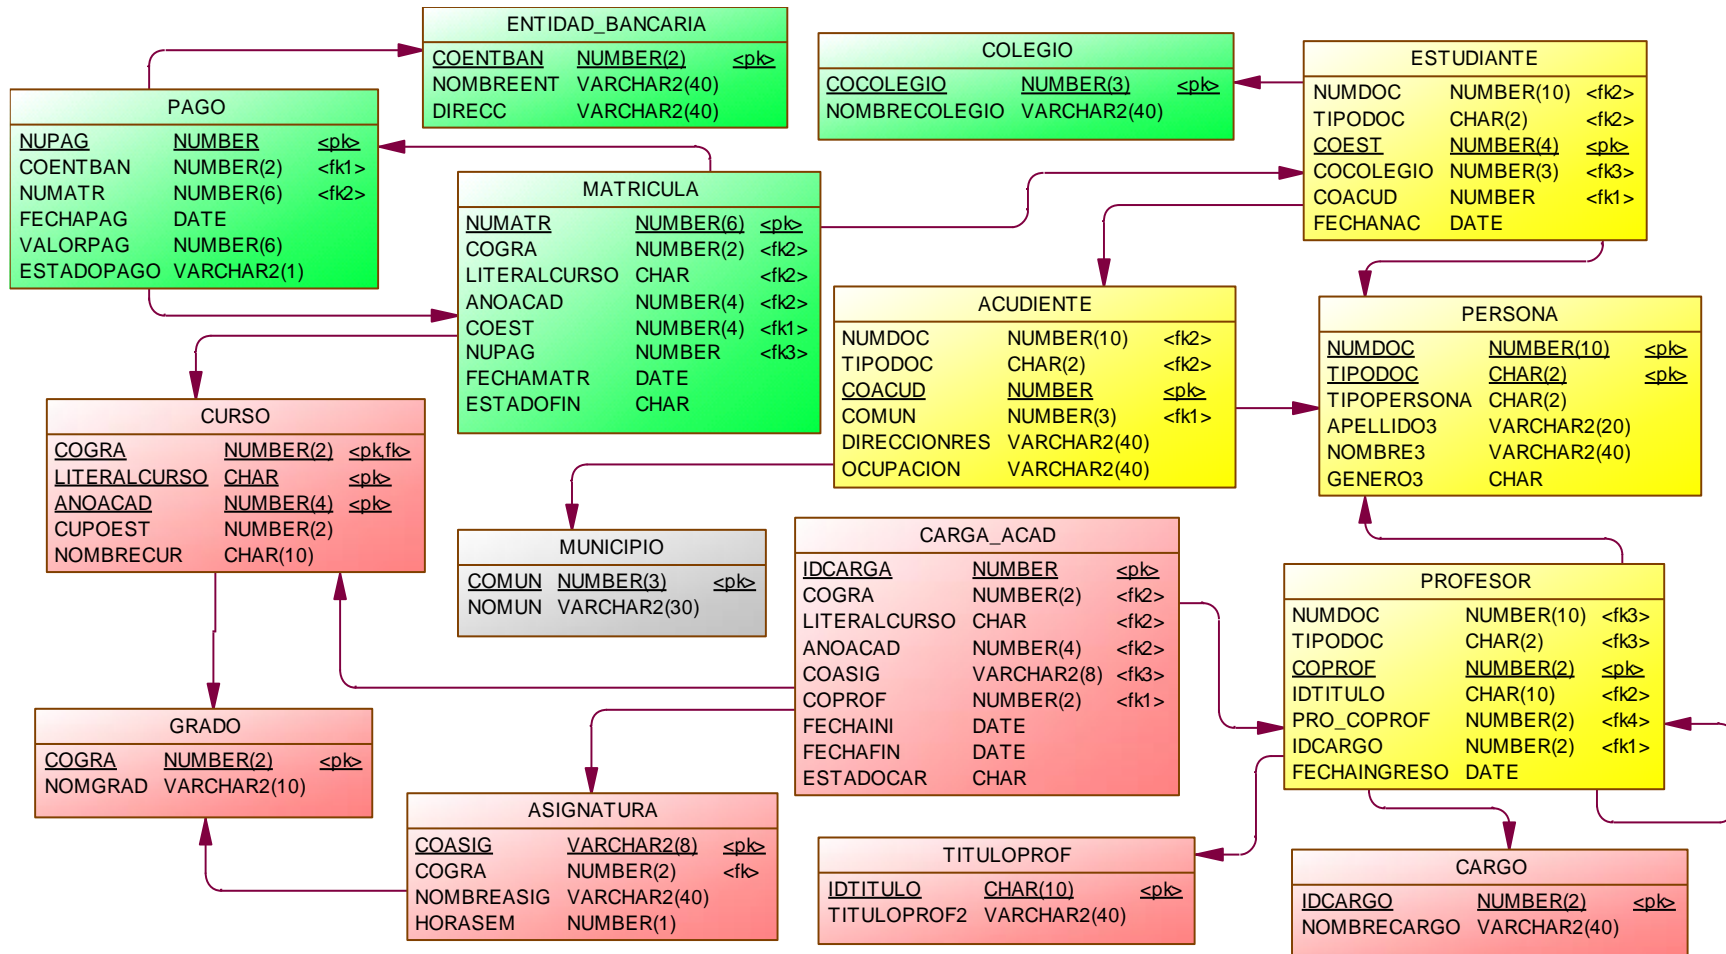 ENTIDAD_BANCARIA
COENTBAN NUMBER(2) <pk>
NOMBREENT VARCHAR2(40)
DIRECC VARCHAR2(40)
COLEGIO
COCOLEGIO NUMBER(3) <pk>
NOMBRECOLEGIO VARCHAR2(40)
ESTUDIANTE
NUMDOC NUMBER(10) <fk2>
TIPODOC CHAR(2) <fk2>
COEST NUMBER(4) <pk>
COCOLEGIO NUMBER(3) <fk3>
COACUD NUMBER <fk1>
FECHANAC DATE
PAGO
NUPAG NUMBER <pk>
COENTBAN NUMBER(2) <fk1>
NUMATR NUMBER(6) <fk2>
FECHAPAG DATE
VALORPAG NUMBER(6)
ESTADOPAGO VARCHAR2(1)
MATRICULA
NUMATR NUMBER(6) <pk>
COGRA NUMBER(2) <fk2>
LITERALCURSO CHAR <fk2>
ANOACAD NUMBER(4) <fk2>
COEST NUMBER(4) <fk1>
NUPAG NUMBER <fk3>
FECHAMATR DATE
ESTADOFIN CHAR
ACUDIENTE
NUMDOC NUMBER(10) <fk2>
TIPODOC CHAR(2) <fk2>
COACUD NUMBER <pk>
COMUN NUMBER(3) <fk1>
DIRECCIONRES VARCHAR2(40)
OCUPACION VARCHAR2(40)
PERSONA
NUMDOC NUMBER(10) <pk>
TIPODOC CHAR(2) <pk>
TIPOPERSONA CHAR(2)
APELLIDO3 VARCHAR2(20)
NOMBRE3 VARCHAR2(40)
GENERO3 CHAR
CURSO
COGRA NUMBER(2) <pk,fk>
LITERALCURSO CHAR <pk>
ANOACAD NUMBER(4) <pk>
CUPOEST NUMBER(2)
NOMBRECUR CHAR(10)
MUNICIPIO
COMUN NUMBER(3) <pk>
NOMUN VARCHAR2(30)
CARGA_ACAD
IDCARGA NUMBER <pk>
COGRA NUMBER(2) <fk2>
LITERALCURSO CHAR <fk2>
ANOACAD NUMBER(4) <fk2>
COASIG VARCHAR2(8) <fk3>
COPROF NUMBER(2) <fk1>
FECHAINI DATE
FECHAFIN DATE
ESTADOCAR CHAR
PROFESOR
NUMDOC NUMBER(10) <fk3>
TIPODOC CHAR(2) <fk3>
COPROF NUMBER(2) <pk>
IDTITULO CHAR(10) <fk2>
PRO_COPROF NUMBER(2) <fk4>
IDCARGO NUMBER(2) <fk1>
FECHAINGRESO DATE
GRADO
COGRA NUMBER(2) <pk>
NOMGRAD VARCHAR2(10)
ASIGNATURA
COASIG VARCHAR2(8) <pk>
COGRA NUMBER(2) <fk>
NOMBREASIG VARCHAR2(40)
HORASEM NUMBER(1)
TITULOPROF
IDTITULO CHAR(10) <pk>
TITULOPROF2 VARCHAR2(40)
CARGO
IDCARGO NUMBER(2) <pk>
NOMBRECARGO VARCHAR2(40)